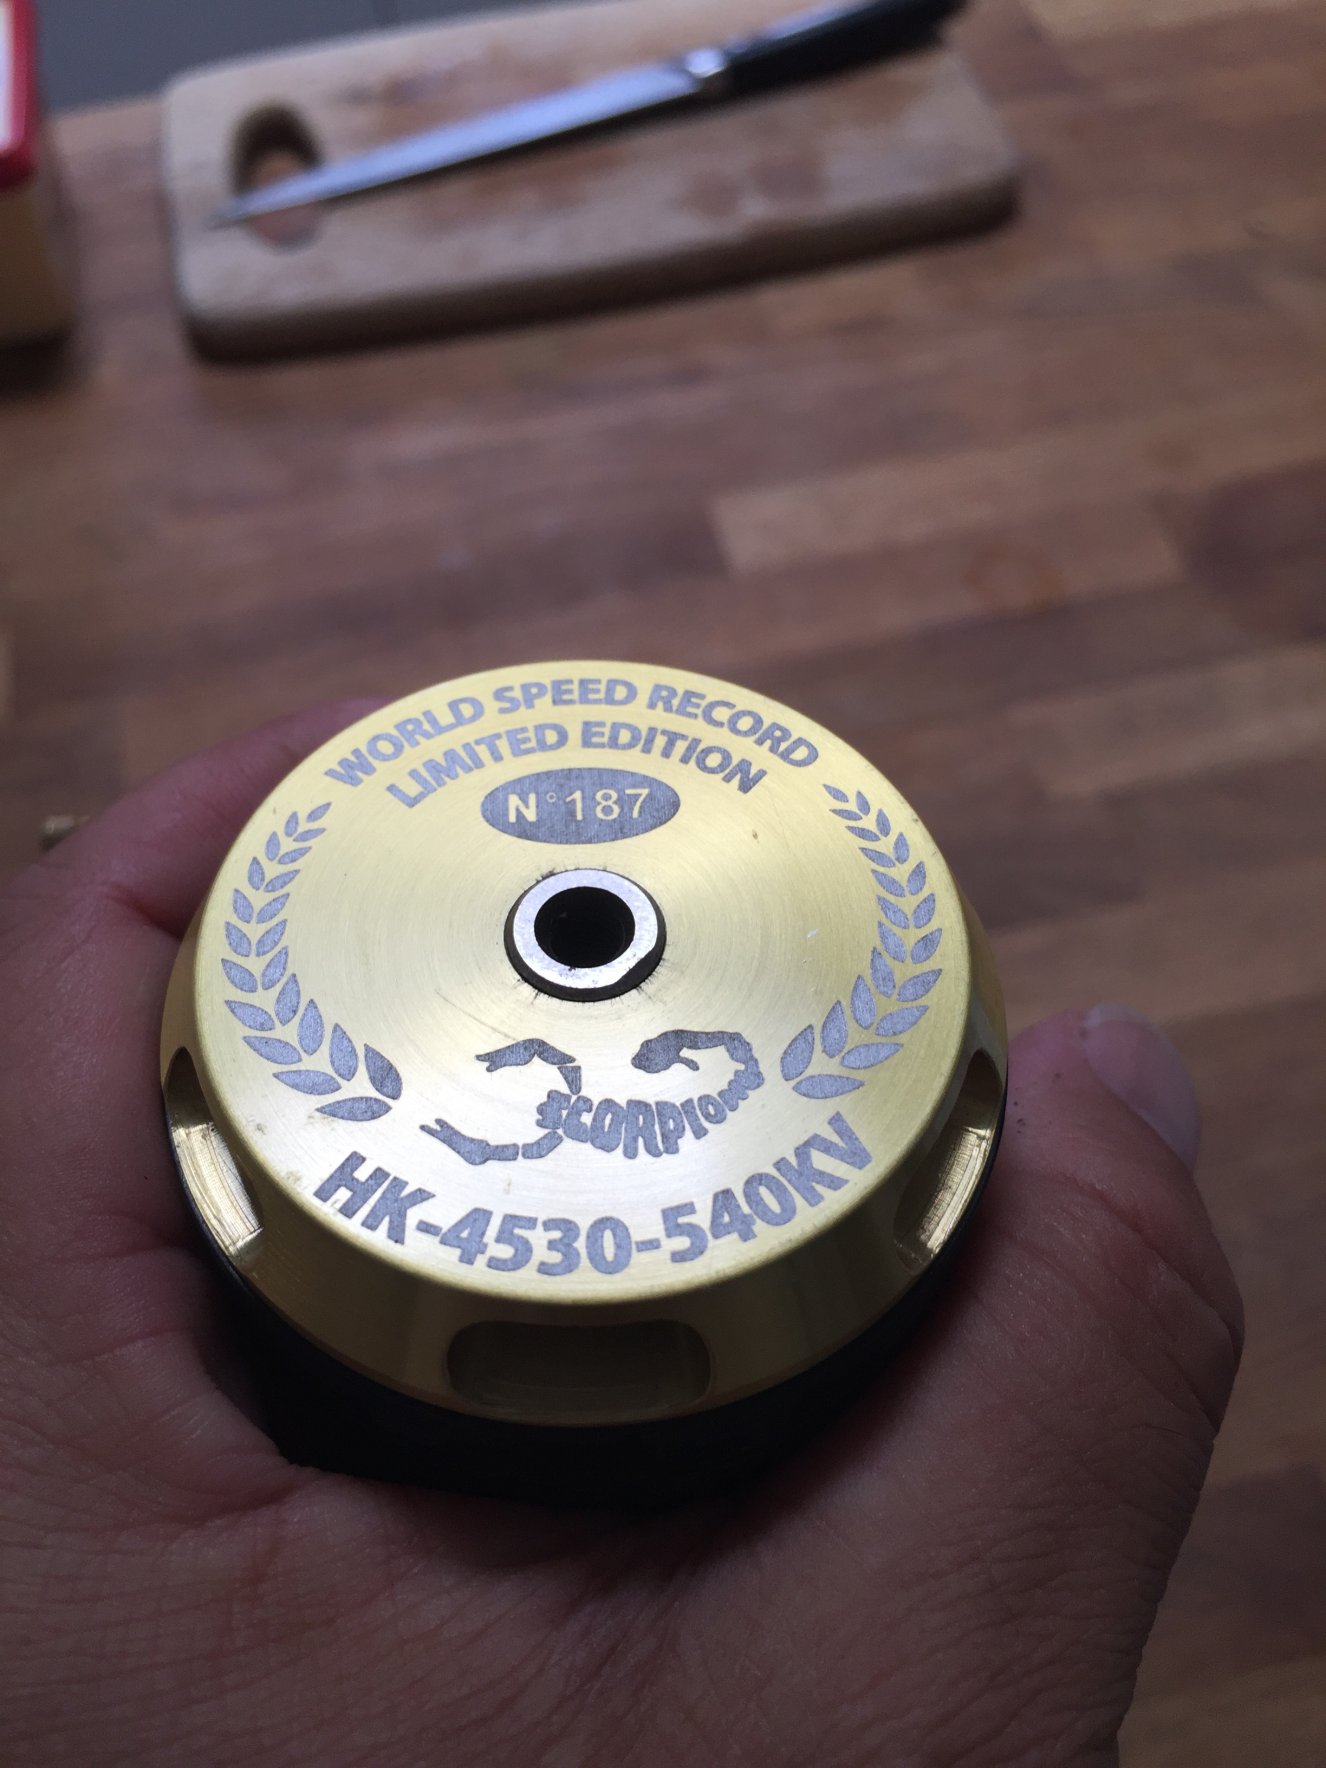 WORLD SPEED RECORD
LIMITED EDITION
N°187
SCORPION
HK-4530-540KV